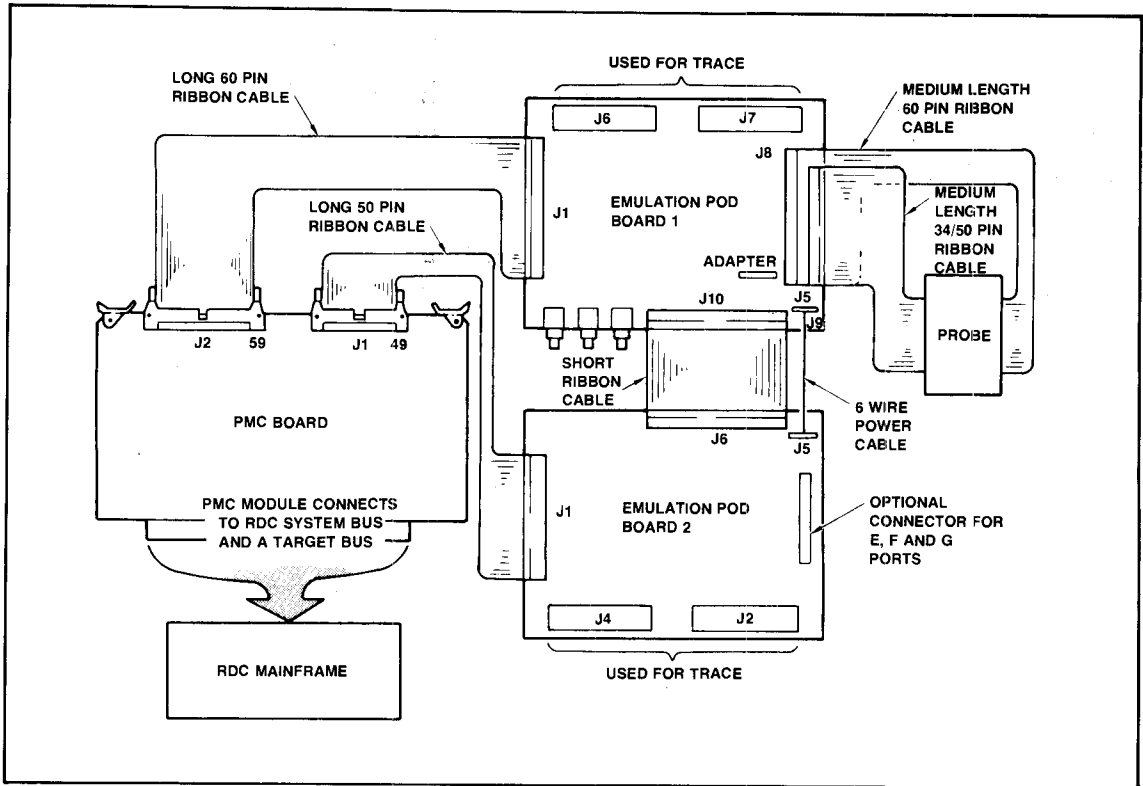 USED FOR TRACE
LONG 60 PIN
RIBBON CABLE
MEDIUM LENGTH
60 PIN RIBBON
CABLE
J6
J7
J8
LONG 50 PIN
RIBBON CABLE
J1
EMULATION POD
BOARD 1
MEDIUM
LENGTH
34/50 PIN
RIBBON
CABLE
ADAPTER
J10
J5
J9
PROBE
J2
59
J1
49
SHORT
RIBBON
CABLE
6 WIRE
POWER
CABLE
J6
J5
PMC BOARD
PMC MODULE CONNECTS
TO RDC SYSTEM BUS
AND A TARGET BUS
J1
EMULATION POD
BOARD 2
OPTIONAL
CONNECTOR FOR
E, F AND G
PORTS
J4
J2
USED FOR TRACE
RDC MAINFRAME